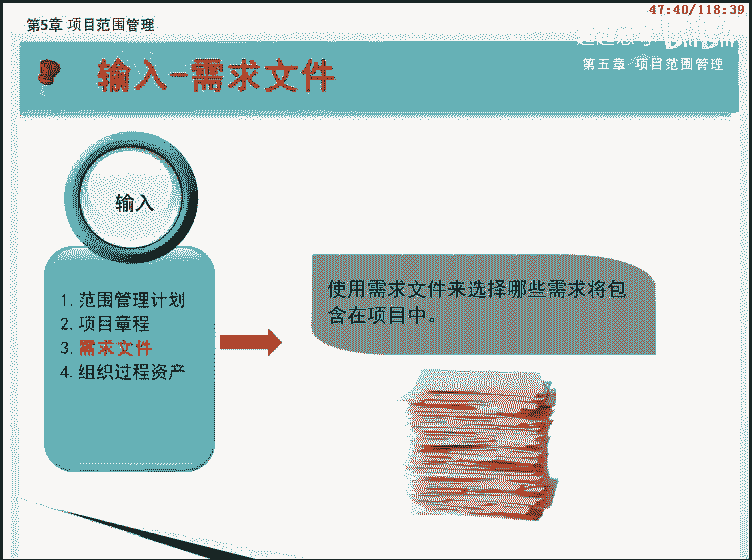 47:40/118:39
第5章 项目范围管理
输入-需求文件
第五章 项目范围管理
输入
1. 范围管理计划
2. 项目章程
3. 需求文件
4. 组织过程资产
使用需求文件来选择哪些需求将包
含在项目中。